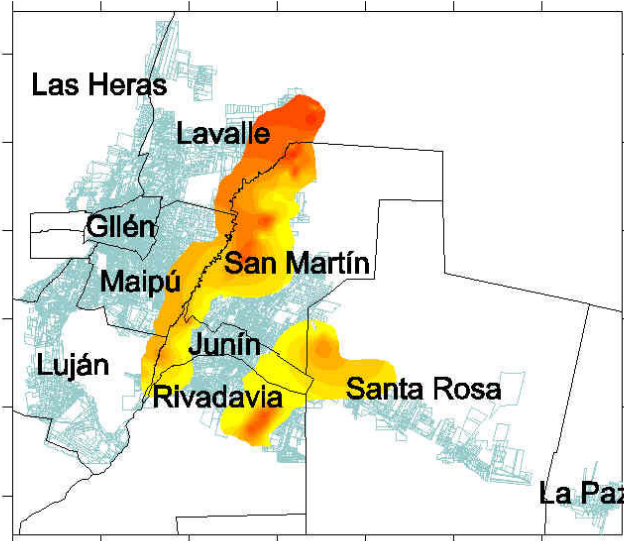 Las Heras
Lavalle
Gllén
San Martín
Maipú
Junín
Luján
Rivadavia
Santa Rosa
La Paz